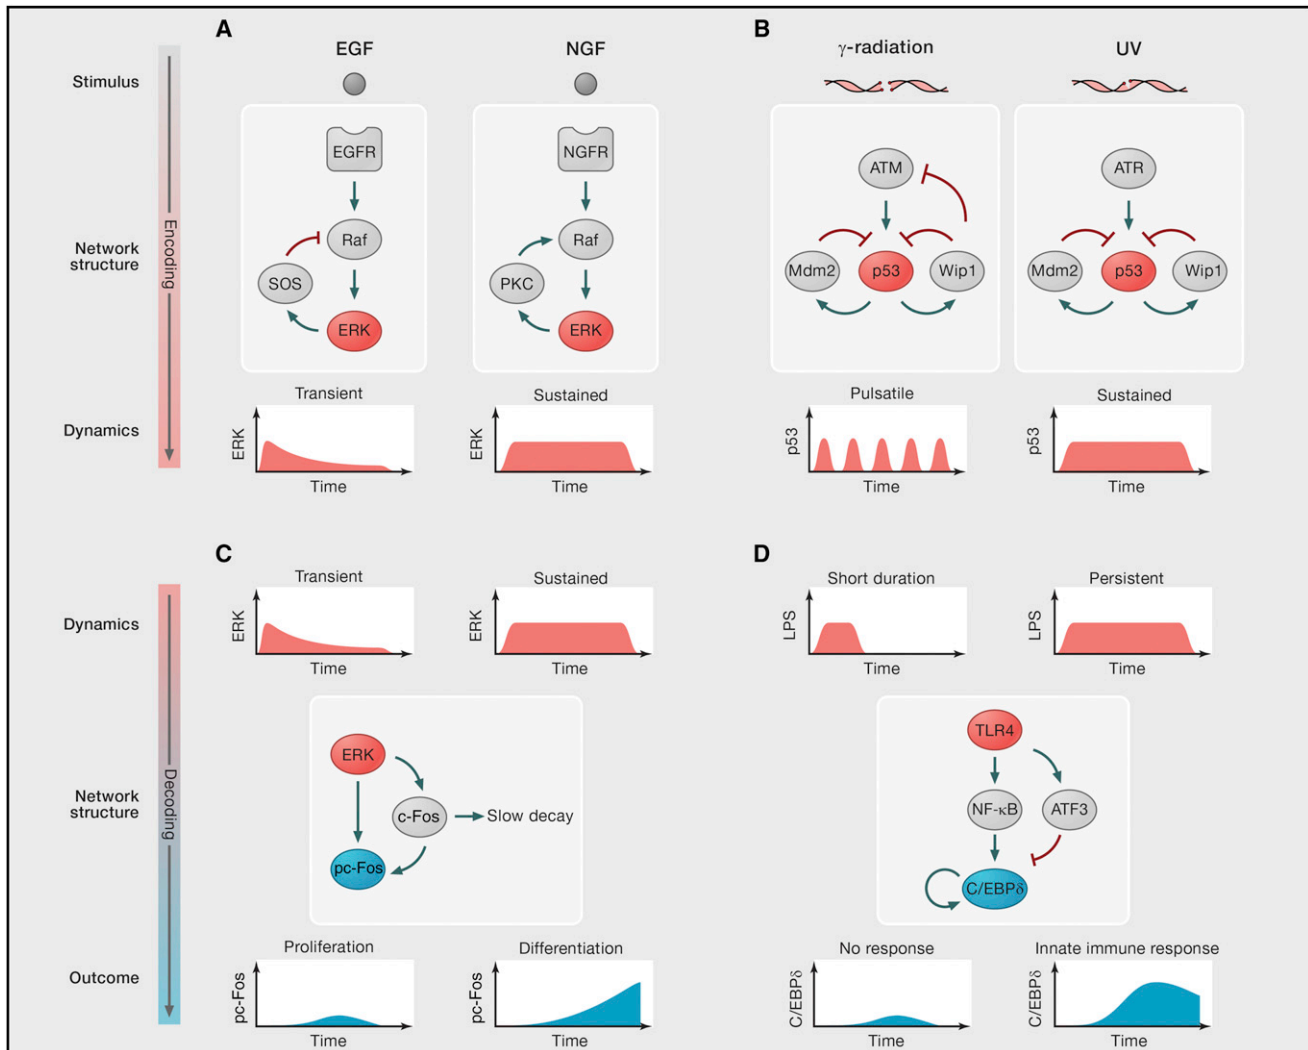 A
B
EGF
NGF
γ-radiation
UV
Stimulus
EGFR
NGFR
ATM
ATR
Encoding
Network
structure
Raf
Raf
SOS
PKC
Mdm2
p53
Wip1
Mdm2
p53
Wip1
ERK
ERK
Transient
Sustained
Pulsatile
Sustained
Dynamics
ERK
ERK
p53
p53
Time
Time
Time
Time
C
D
Transient
Sustained
Short duration
Persistent
Dynamics
ERK
ERK
LPS
LPS
Time
Time
Time
Time
Decoding
Network
structure
ERK
c-Fos
Slow decay
pc-Fos
TLR4
NF-κB
ATF3
C/EBPδ
Proliferation
Differentiation
No response
Innate immune response
Outcome
pc-Fos
pc-Fos
C/EBPδ
C/EBPδ
Time
Time
Time
Time